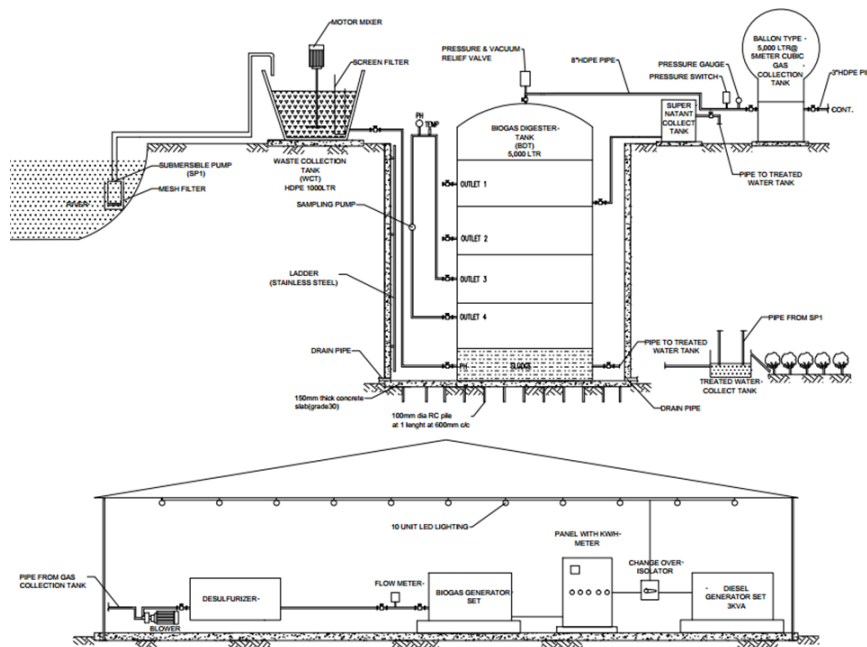 MOTOR MIXER
SCREEN FILTER
SUBMERSIBLE PUMP
(SP1)
MESH FILTER
RIVER
WASTE COLLECTION
TANK
(WCT)
HDPE 1000LTR
SAMPLING PUMP
LADDER
(STAINLESS STEEL)
DRAIN PIPE
150mm thick concrete
slab(grade30)
100mm dia RC pile
at 1 lenght at 600mm c/c
PH
TEMP
PRESSURE & VACUUM
RELIEF VALVE
BIOGAS DIGESTER-
TANK
(BDT)
5,000 LTR
OUTLET 1
OUTLET 2
OUTLET 3
OUTLET 4
PH
SLUDGE
8"HDPE PIPE
PRESSURE GAUGE
PRESSURE SWITCH
SUPER
NATANT
COLLECT
TANK
BALLON TYPE -
5,000 LTR@
5METER CUBIC
GAS
COLLECTION
TANK
3"HDPE PI
CONT.
PIPE TO TREATED
WATER TANK
PIPE TO TREATED
WATER TANK
DRAIN PIPE
PIPE FROM SP1
TREATED WATER-
COLLECT TANK
10 UNIT LED LIGHTING
PIPE FROM GAS
COLLECTION TANK
BLOWER
DESULFURIZER-
FLOW METER-
BIOGAS GENERATOR
SET
PANEL WITH KW/H-
METER
CHANGE OVER-
ISOLATOR
DIESEL
GENERATOR SET
3KVA